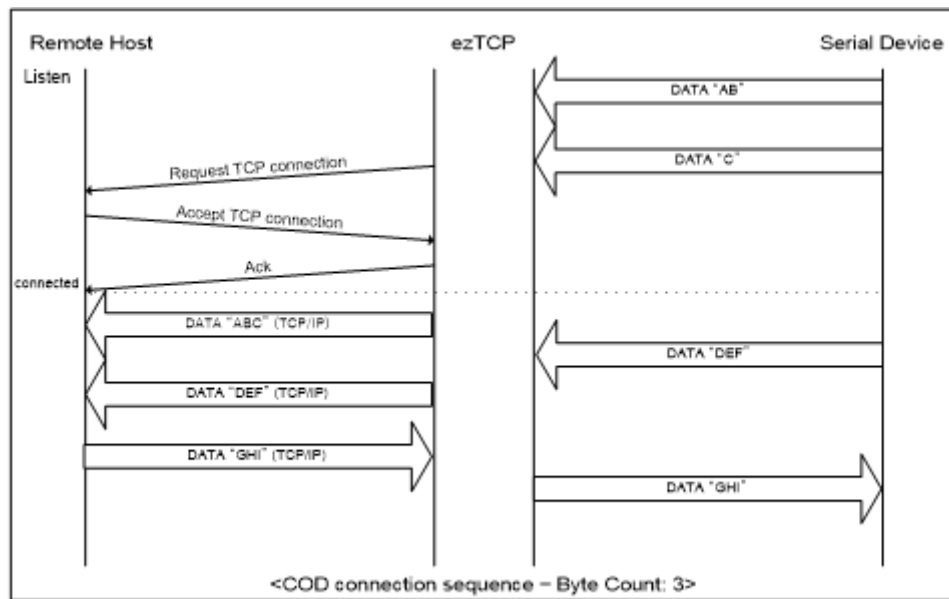 Remote Host
ezTCP
Serial Device
Listen
DATA “AB”
DATA “C”
Request TCP connection
Accept TCP connection
Ack
connected
DATA “ABC” (TCP/IP)
DATA “DEF”
DATA “DEF” (TCP/IP)
DATA “GHI” (TCP/IP)
DATA “GHI”
<COD connection sequence – Byte Count: 3>